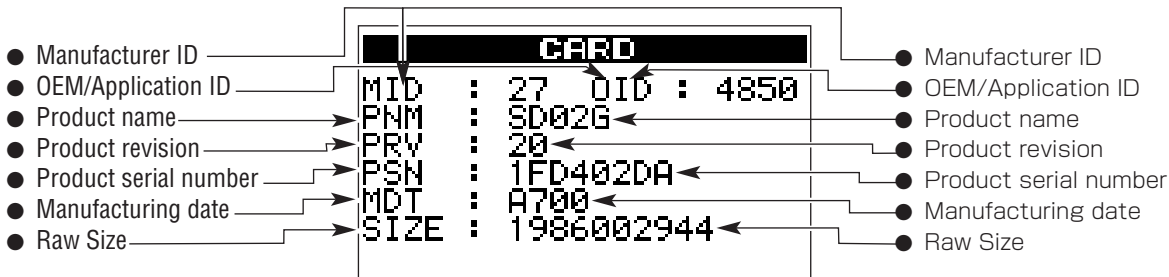 CARD
● Manufacturer ID
● OEM/Application ID
● Product name
● Product revision
● Product serial number
● Manufacturing date
● Raw Size
MID : 27 OID : 4850
PNM : SD02G
PRV : 20
PSN : 1FD402DA
MDT : A700
SIZE : 1986002944
● Manufacturer ID
● OEM/Application ID
● Product name
● Product revision
● Product serial number
● Manufacturing date
● Raw Size